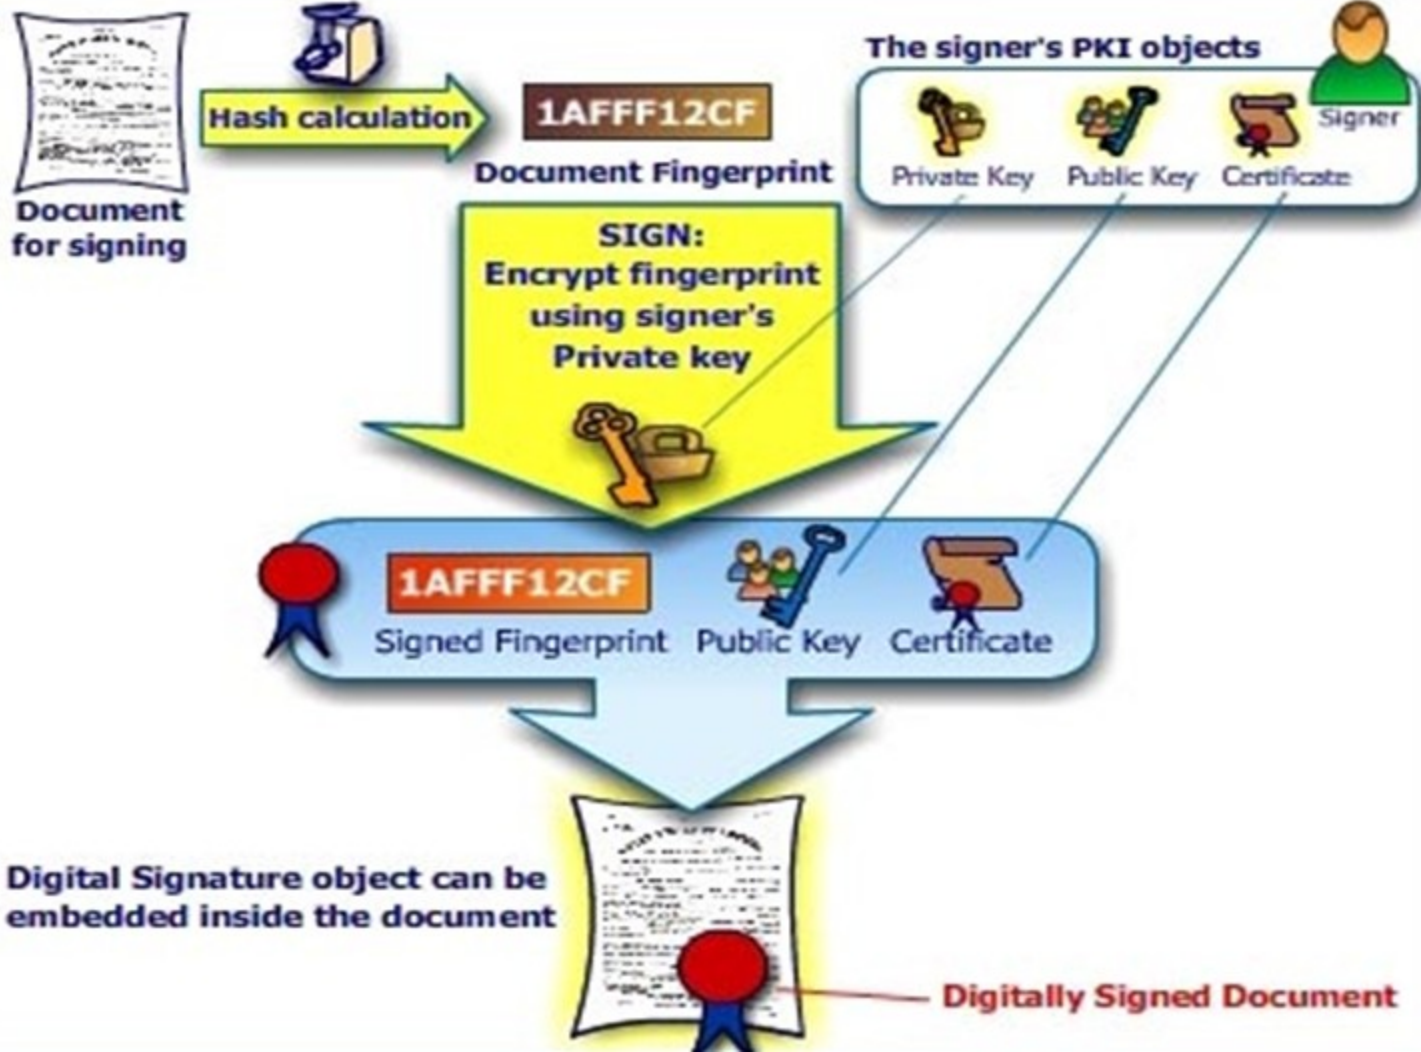 Hash calculation
1AFFF12CF
Document Fingerprint
The signer's PKI objects
Signer
Private Key
Public Key
Certificate
Document
for signing
SIGN:
Encrypt fingerprint
using signer's
Private key
1AFFF12CF
Signed Fingerprint
Public Key
Certificate
Digital Signature object can be
embedded inside the document
Digitally Signed Document